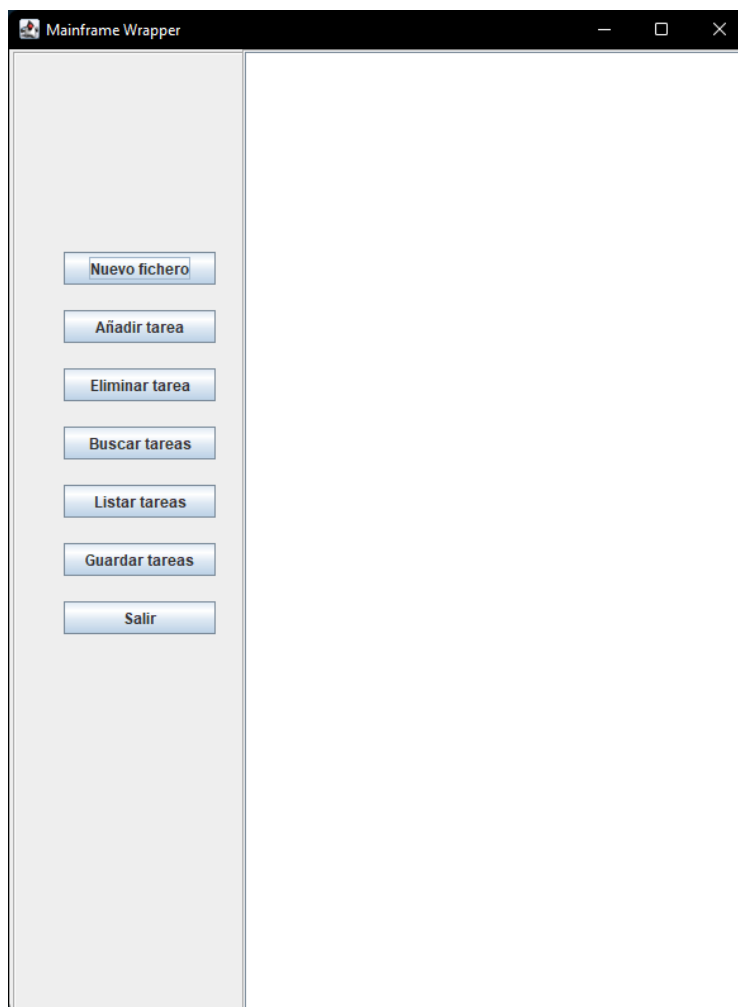 Mainframe Wrapper
Nuevo fichero
Añadir tarea
Eliminar tarea
Buscar tareas
Listar tareas
Guardar tareas
Salir